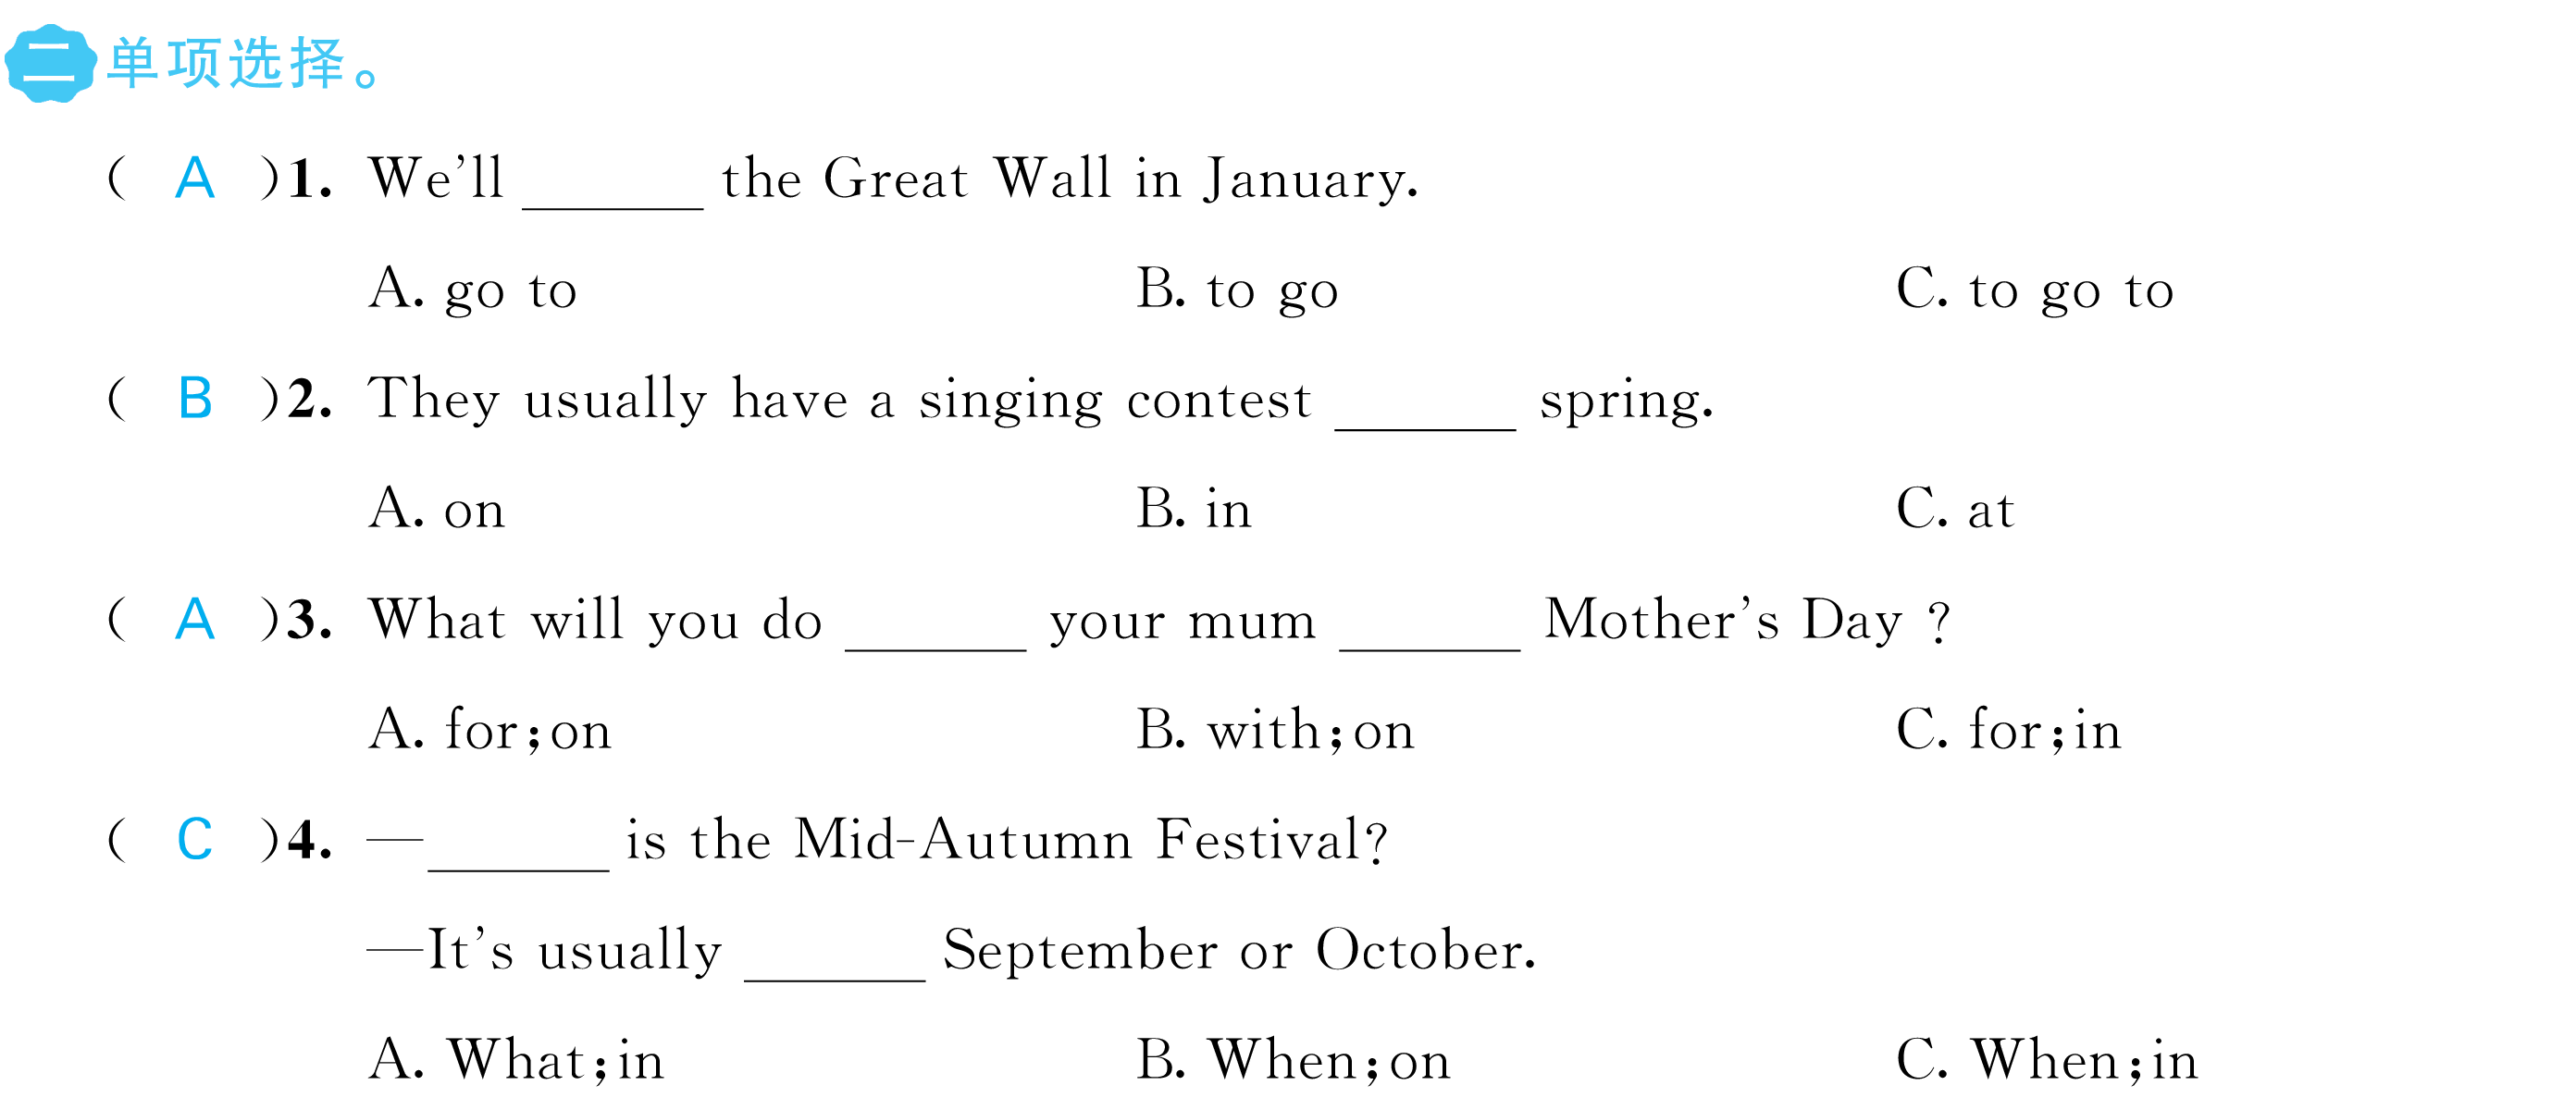 二 单项选择。
( A )1. We’ll ______ the Great Wall in January.
A. go to B. to go C. to go to
( B )2. They usually have a singing contest ______ spring.
A. on B. in C. at
( A )3. What will you do ______ your mum ______ Mother’s Day ?
A. for;on B. with;on C. for;in
( C )4. —______ is the Mid-Autumn Festival?
—It’s usually ______ September or October.
A. What;in B. When;on C. When;in